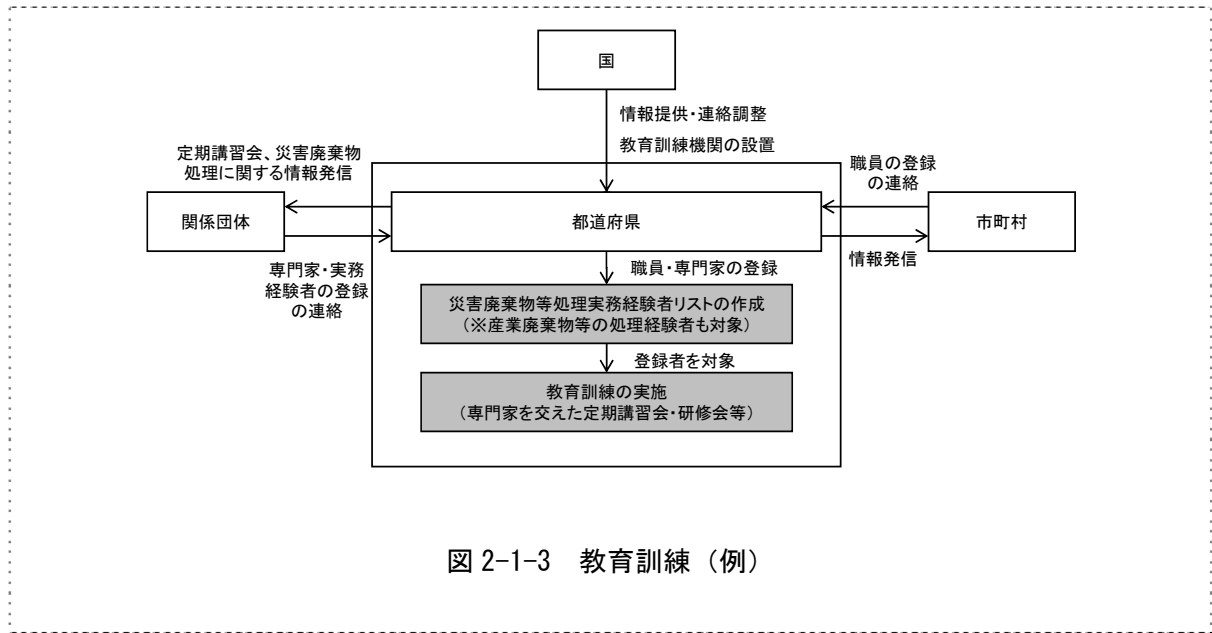 国
情報提供・連絡調整
教育訓練機関の設置
定期講習会、災害廃棄物
処理に関する情報発信
職員の登録
の連絡
関係団体
都道府県
市町村
専門家・実務
経験者の登録
の連絡
職員・専門家の登録
情報発信
災害廃棄物等処理実務経験者リストの作成
（※産業廃棄物等の処理経験者も対象）
登録者を対象
教育訓練の実施
（専門家を交えた定期講習会・研修会等）
図 2-1-3　教育訓練（例）